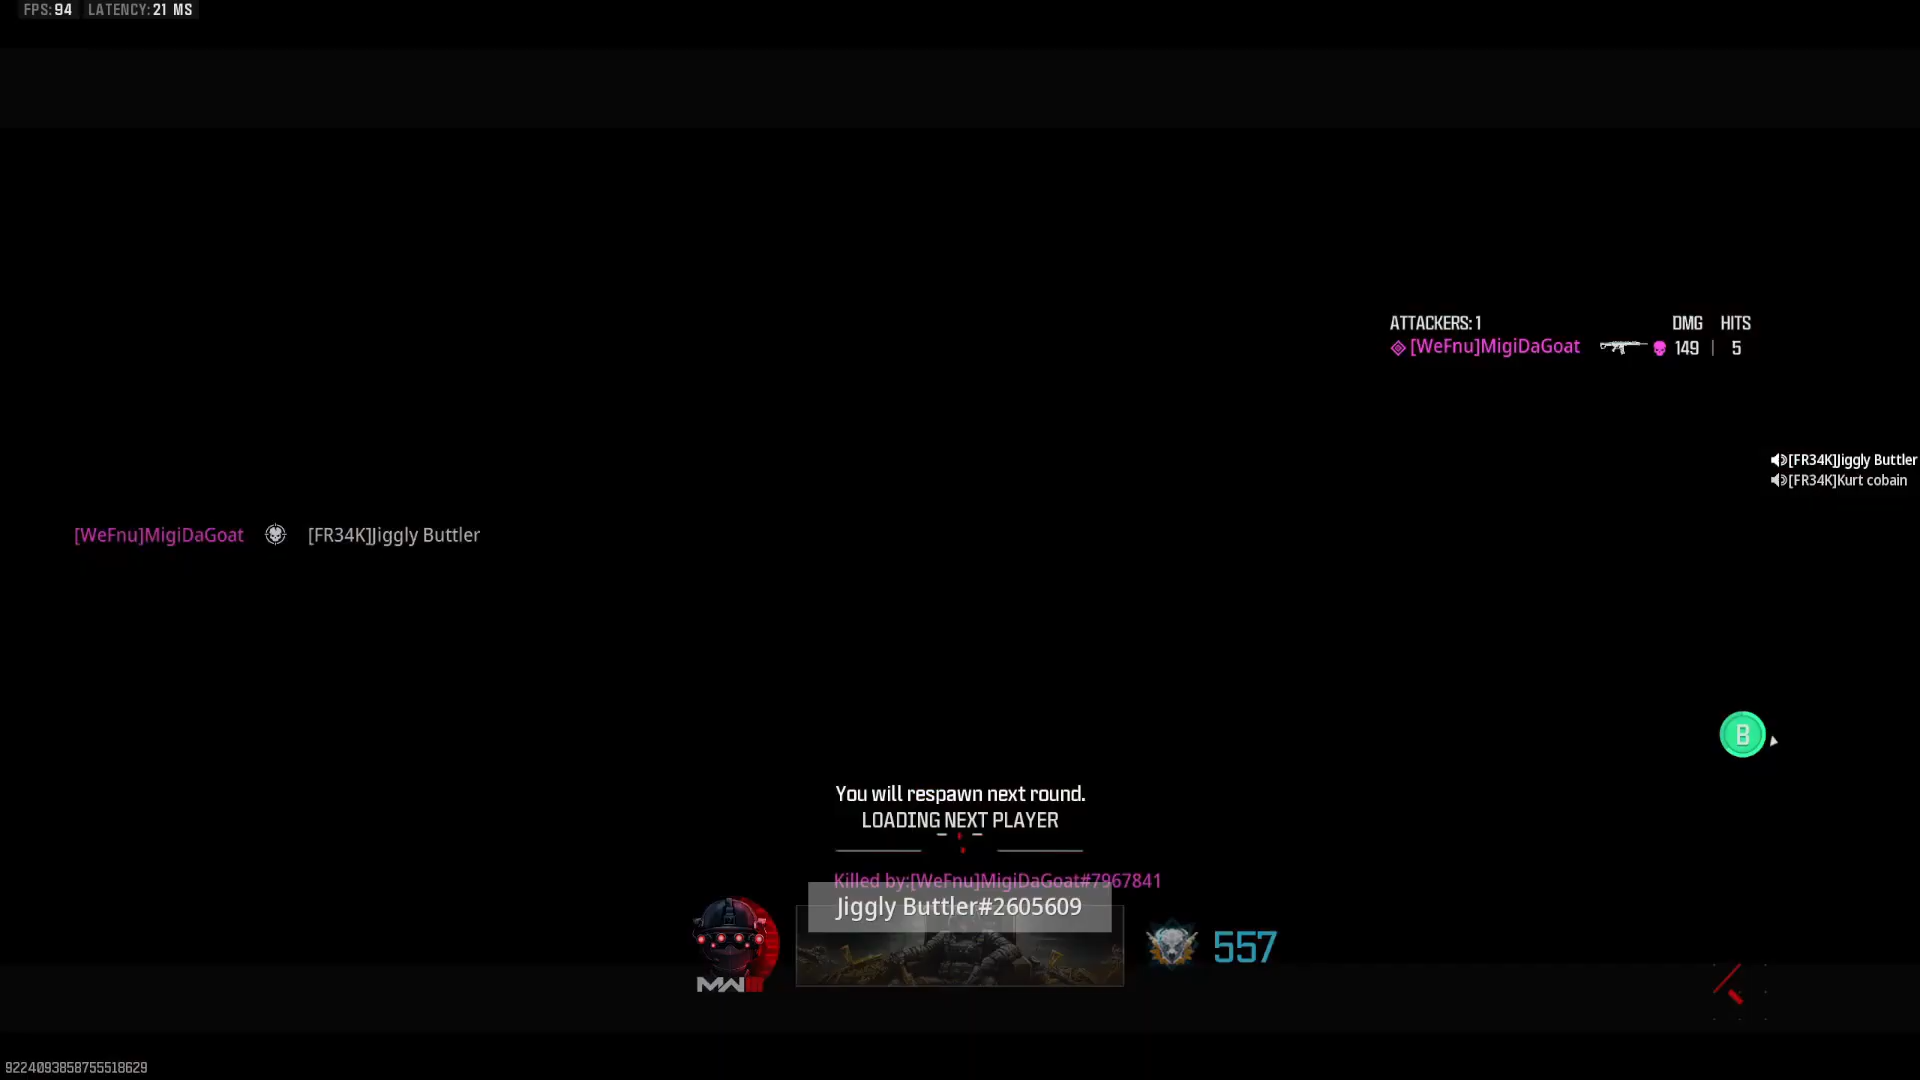 FPS: 94 LATENCY: 21 MS
ATTACKERS: 1 DMG HITS
[WeFnu]MigiDaGoat 149 | 5
[FR34K]Jiggly Buttler
[FR34K]Kurt cobain
[WeFnu]MigiDaGoat [FR34K]Jiggly Buttler
B
You will respawn next round.
LOADING NEXT PLAYER
Killed by:[WeFnu]MigiDaGoat#7967841
Jiggly Buttler#2605609
557
MWIII
9224093858755518629